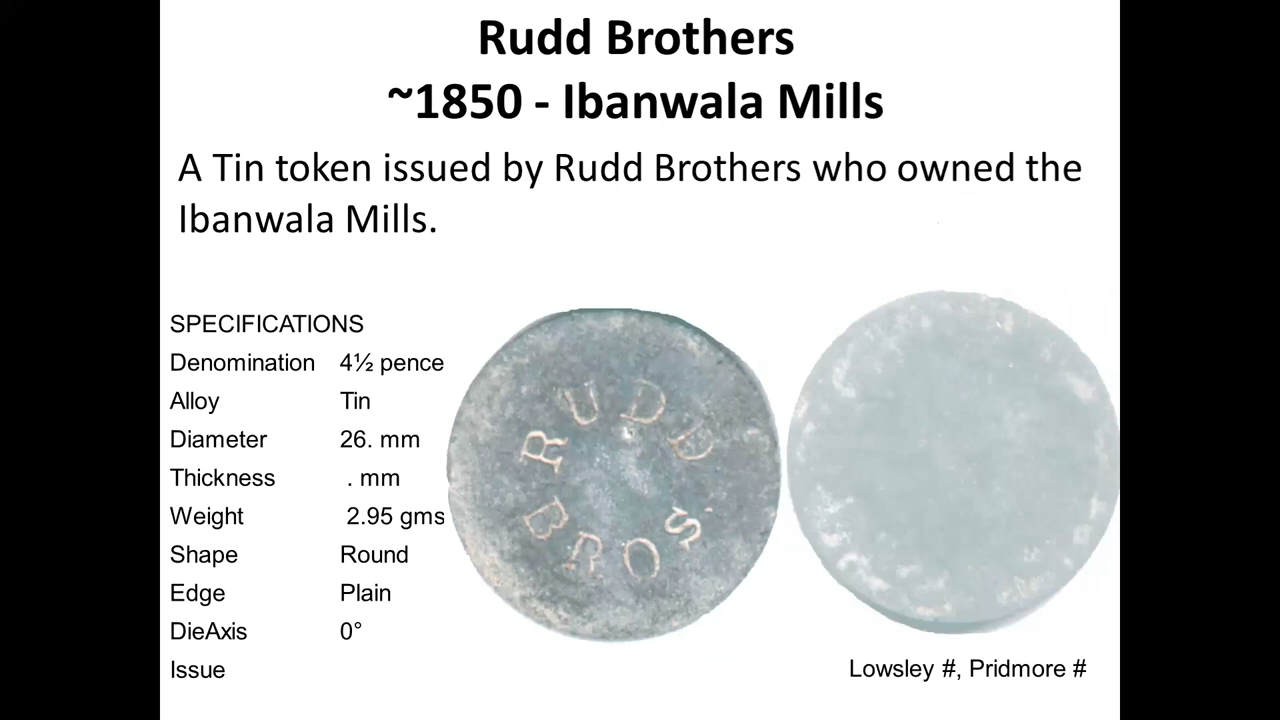 Rudd Brothers
~1850 - Ibanwala Mills
A Tin token issued by Rudd Brothers who owned the
Ibanwala Mills.
SPECIFICATIONS
Denomination 4½ pence
Alloy Tin
Diameter 26. mm
Thickness . mm
Weight 2.95 gms
Shape Round
Edge Plain
DieAxis 0°
Issue
RUDD
BROS.
Lowsley #, Pridmore #